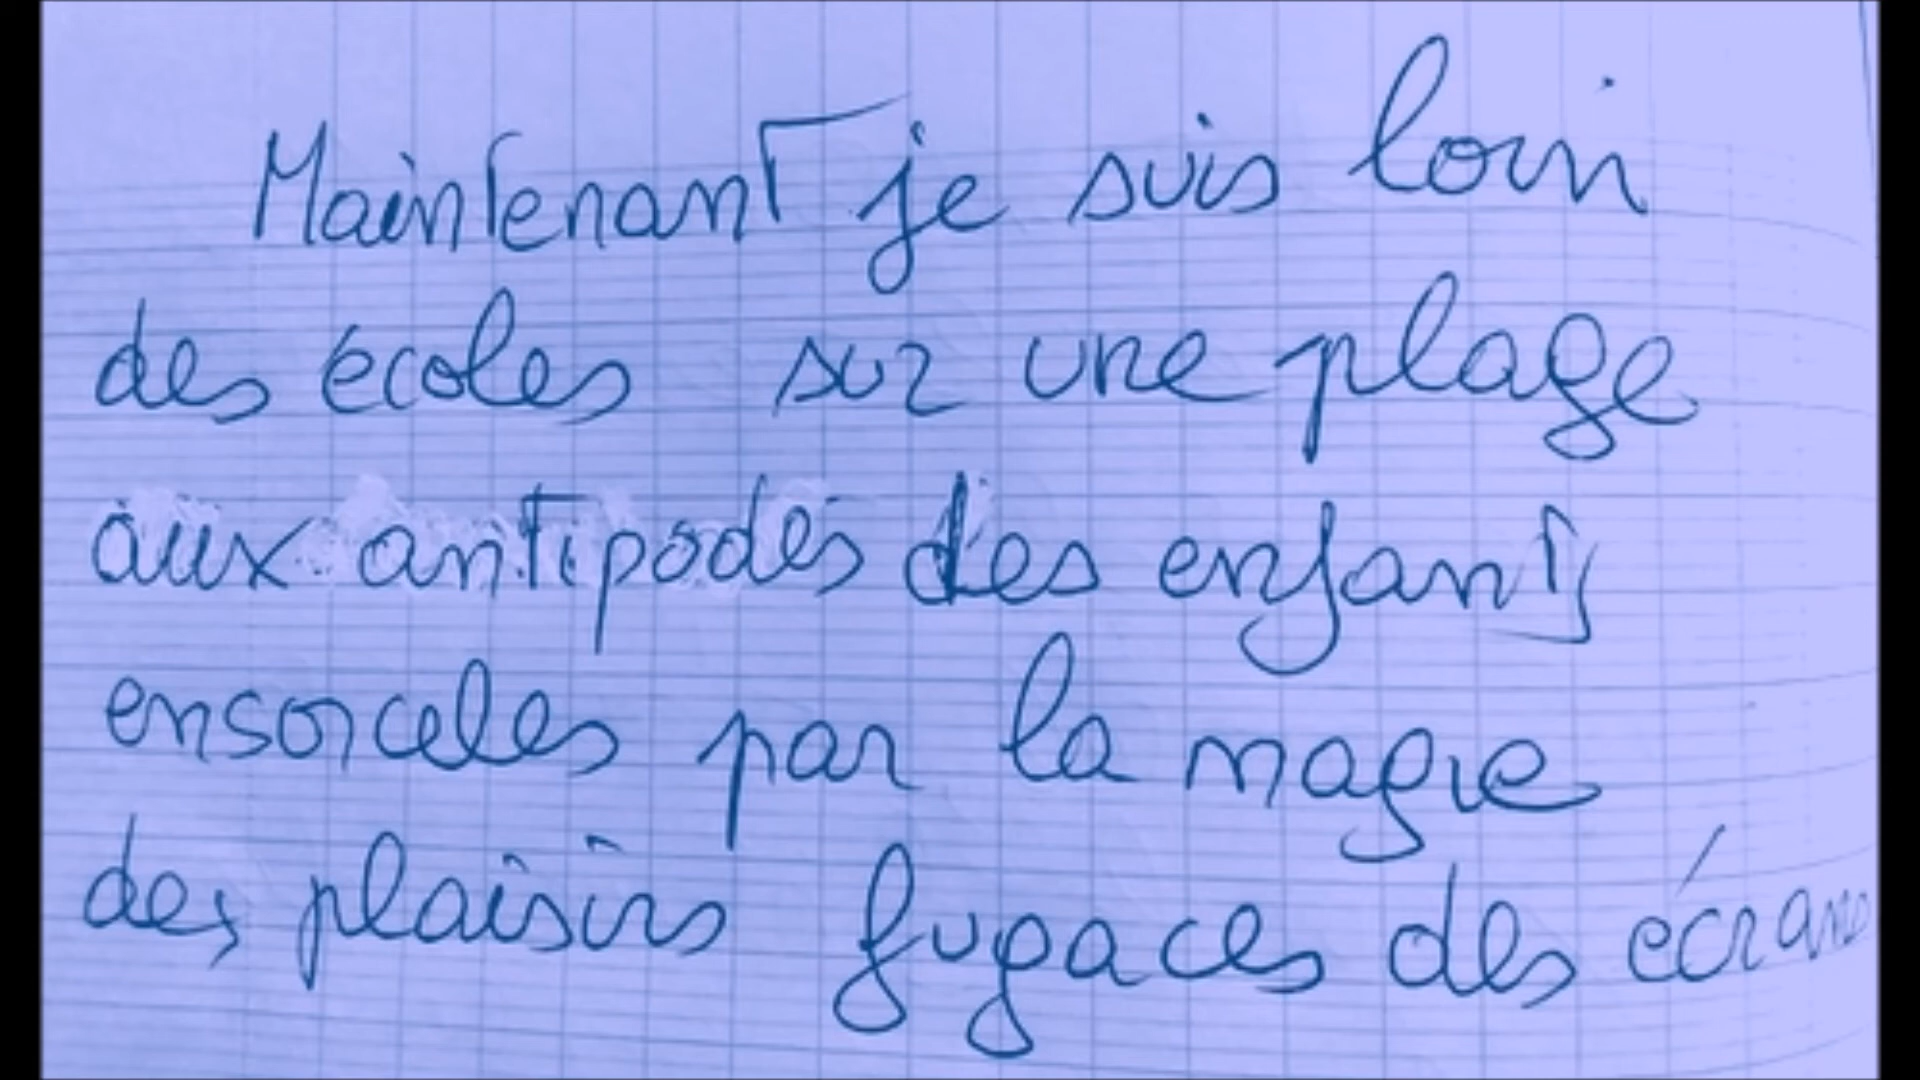 Maintenant je suis loin
des écoles sur une plage
aux antipodes des enfants
ensorceles par la magie
des plaisirs fugaces des écrans